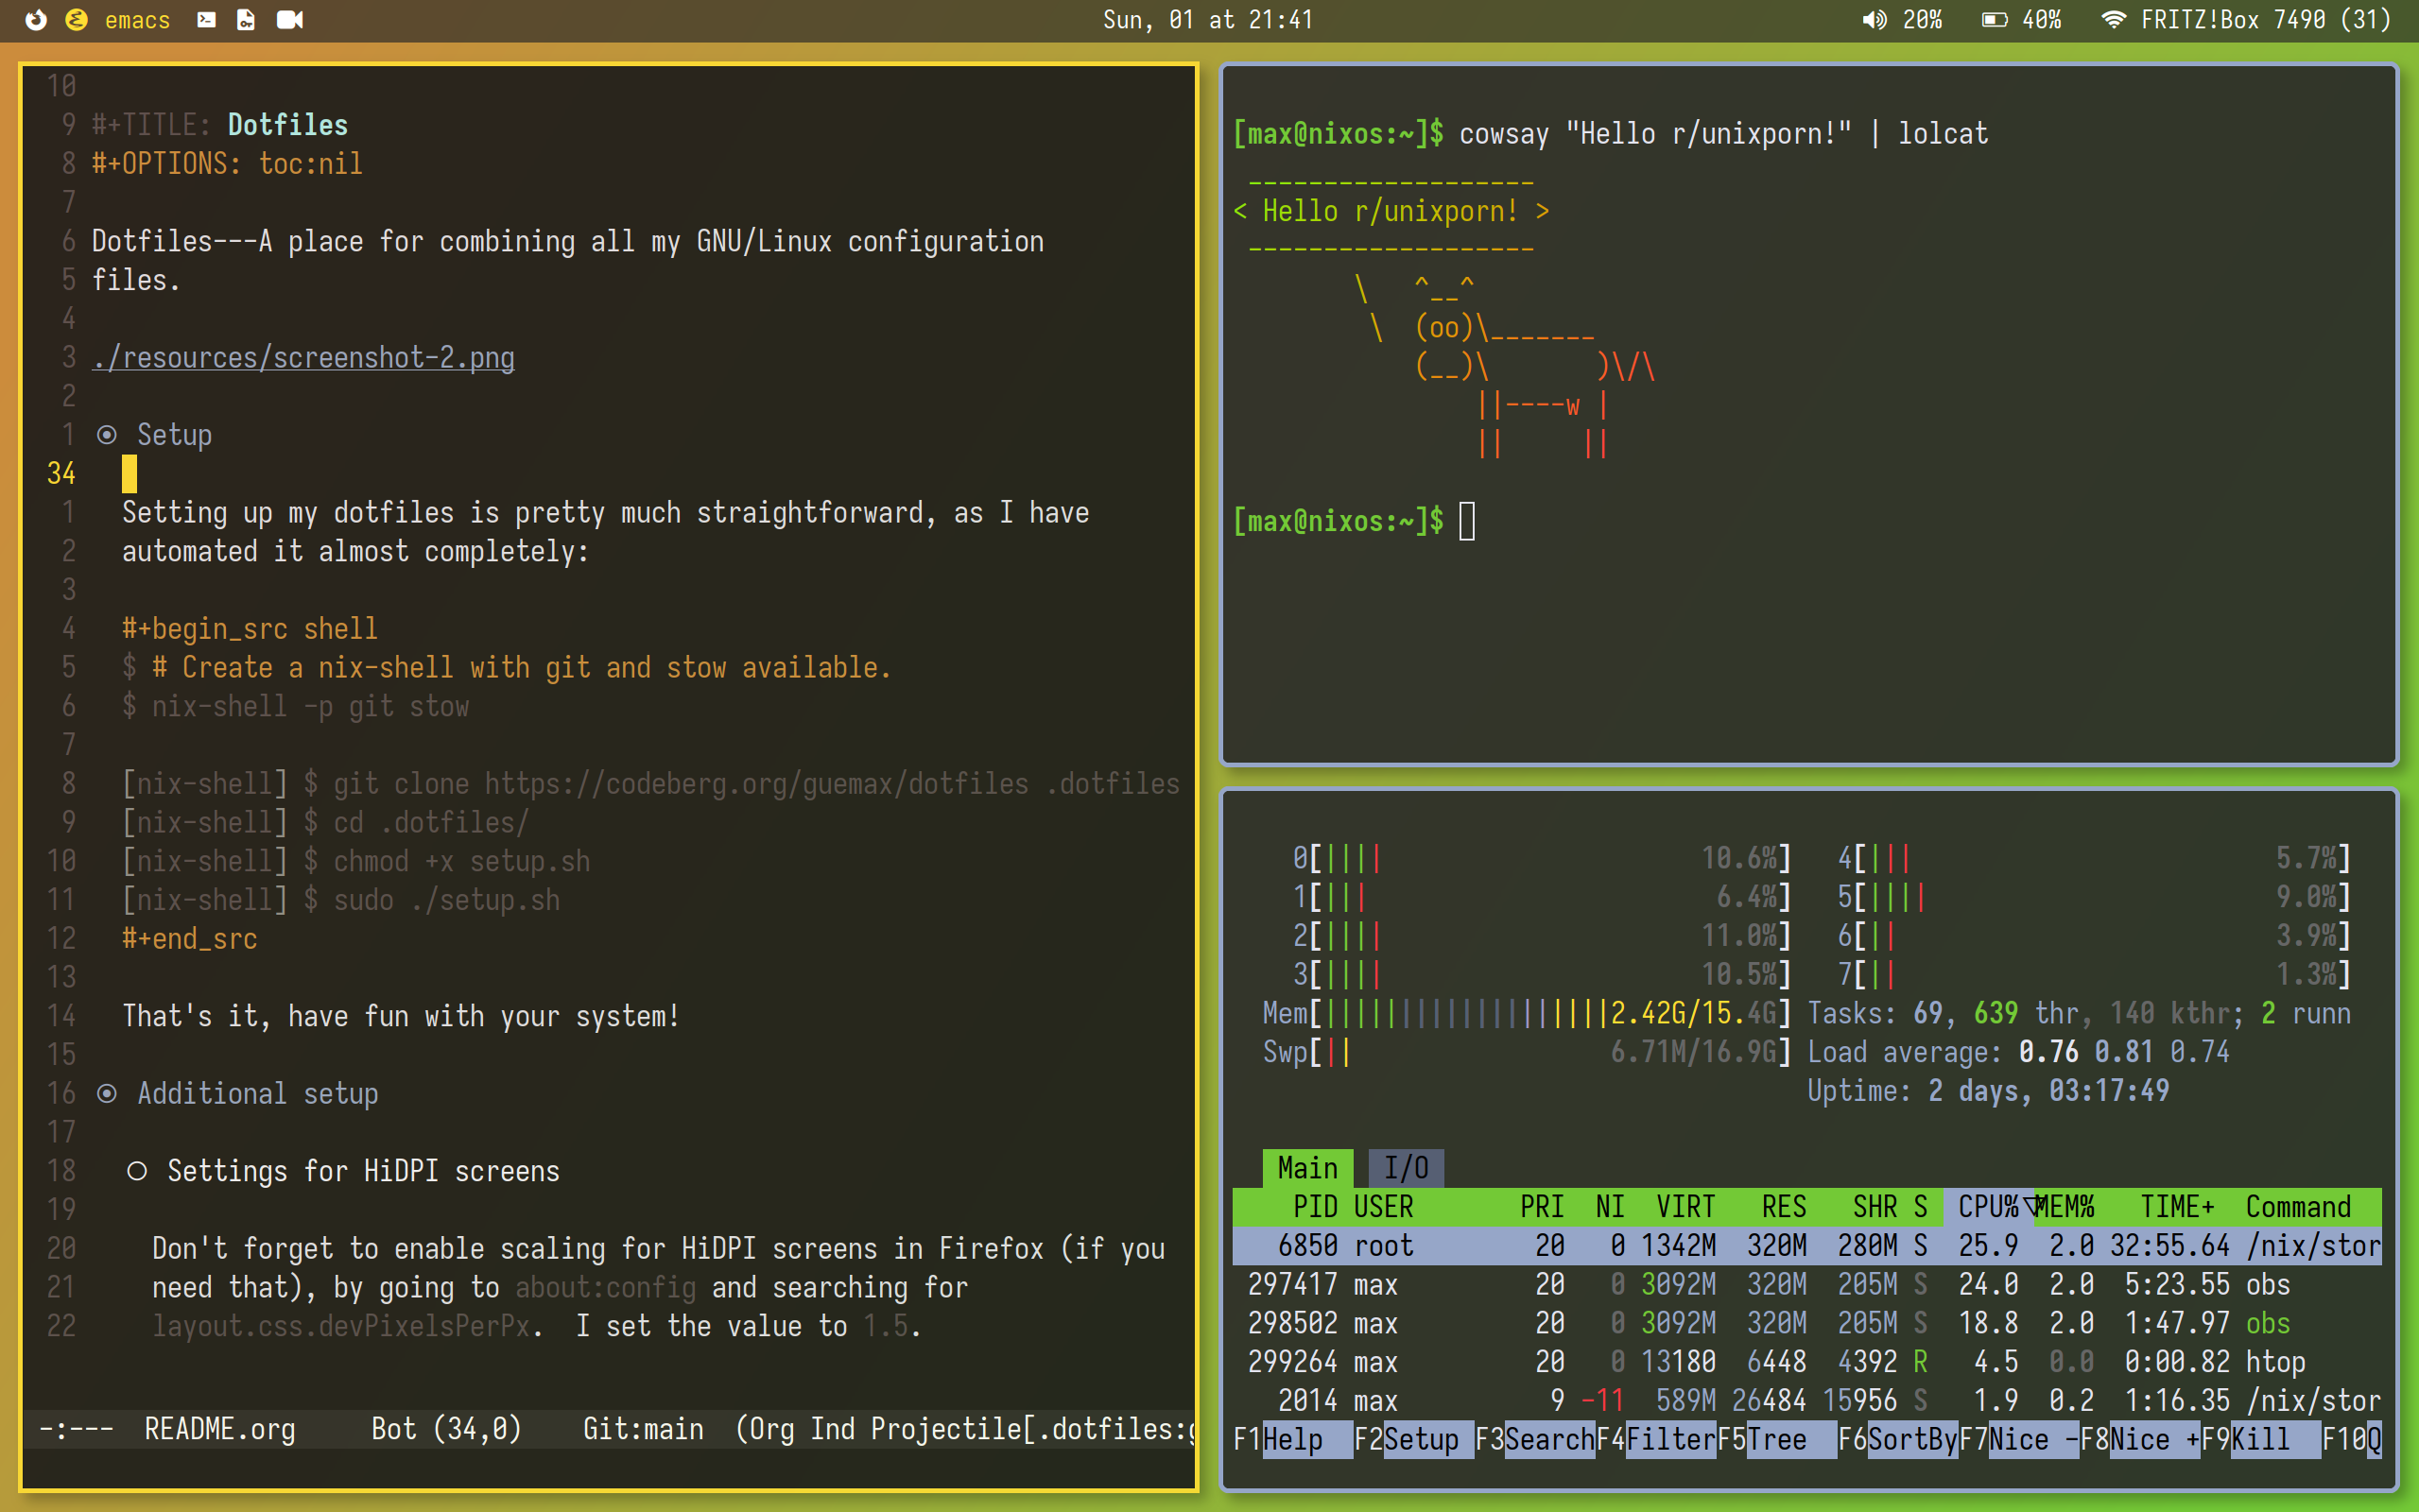 emacs
Sun, 01 at 21:41
20% 40% FRITZ!Box 7490 (31)
10
9 #+TITLE: Dotfiles
8 #+OPTIONS: toc:nil
7
6 Dotfiles---A place for combining all my GNU/Linux configuration
5 files.
4
3 ./resources/screenshot-2.png
2
1 ⦿ Setup
34
1 Setting up my dotfiles is pretty much straightforward, as I have
2 automated it almost completely:
3
4 #+begin_src shell
5 $ # Create a nix-shell with git and stow available.
6 $ nix-shell -p git stow
7
8 [nix-shell] $ git clone https://codeberg.org/guemax/dotfiles .dotfiles
9 [nix-shell] $ cd .dotfiles/
10 [nix-shell] $ chmod +x setup.sh
11 [nix-shell] $ sudo ./setup.sh
12 #+end_src
13
14 That's it, have fun with your system!
15
16 ⦿ Additional setup
17
18 ○ Settings for HiDPI screens
19
20 Don't forget to enable scaling for HiDPI screens in Firefox (if you
21 need that), by going to about:config and searching for
22 layout.css.devPixelsPerPx.  I set the value to 1.5.
-:---  README.org     Bot (34,0)    Git:main  (Org Ind Projectile[.dotfiles:g
[max@nixos:~]$ cowsay "Hello r/unixporn!" | lolcat
 -------------------
< Hello r/unixporn! >
 -------------------
        \   ^__^
         \  (oo)\_______
            (__)\       )\/\
                ||----w |
                ||     ||
[max@nixos:~]$
0[|||| 10.6%] 4[||| 5.7%]
1[||| 6.4%] 5[|||| 9.0%]
2[|||| 11.0%] 6[|| 3.9%]
3[|||| 10.5%] 7[|| 1.3%]
Mem[|||||||||||||||||||2.42G/15.4G] Tasks: 69, 639 thr, 140 kthr; 2 runn
Swp[|| 6.71M/16.9G] Load average: 0.76 0.81 0.74
Uptime: 2 days, 03:17:49
Main I/O
PID USER PRI NI VIRT RES SHR S CPU%▽MEM% TIME+ Command
6850 root 20 0 1342M 320M 280M S 25.9 2.0 32:55.64 /nix/stor
297417 max 20 0 3092M 320M 205M S 24.0 2.0 5:23.55 obs
298502 max 20 0 3092M 320M 205M S 18.8 2.0 1:47.97 obs
299264 max 20 0 13180 6448 4392 R 4.5 0.0 0:00.82 htop
2014 max 9 -11 589M 26484 15956 S 1.9 0.2 1:16.35 /nix/stor
F1Help F2Setup F3SearchF4FilterF5Tree F6SortByF7Nice -F8Nice +F9Kill F10Q